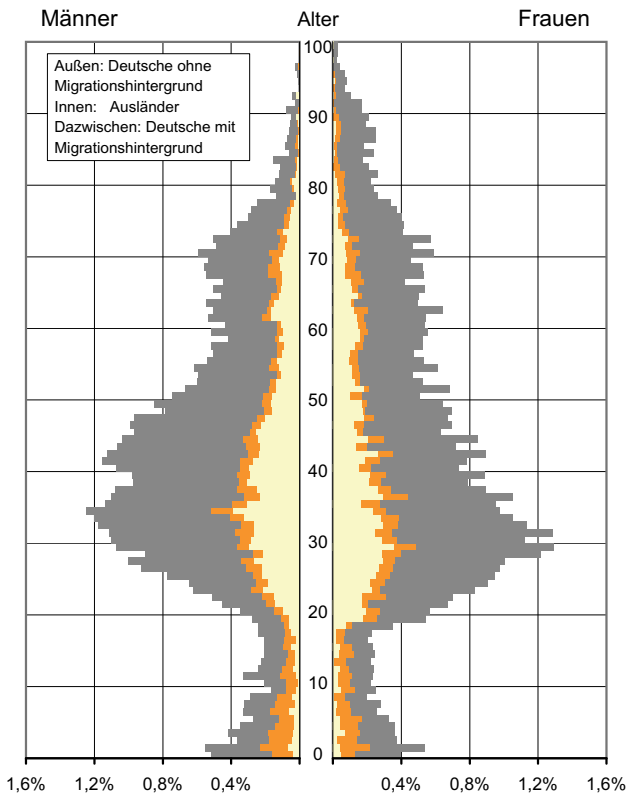 Männer Alter Frauen
Außen: Deutsche ohne
Migrationshintergrund
Innen: Ausländer
Dazwischen: Deutsche mit
Migrationshintergrund
100
90
80
70
60
50
40
30
20
10
0
1,6% 1,2% 0,8% 0,4% 0,4% 0,8% 1,2% 1,6%